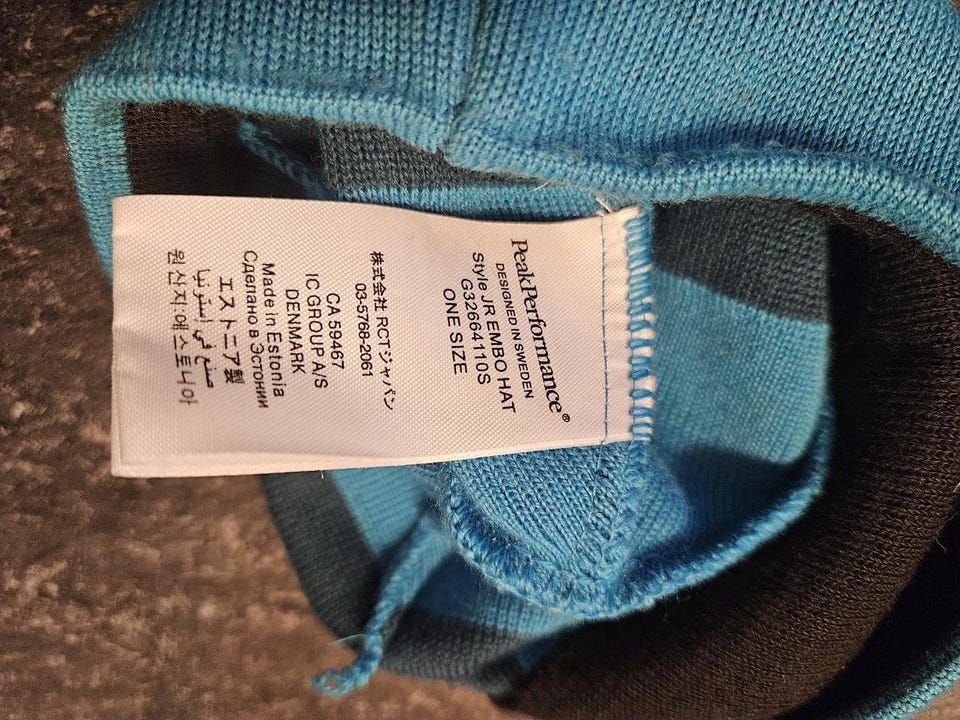 PeakPerformance®
DESIGNED IN SWEDEN
Style JR EMBO HAT
G32664110S
ONE SIZE
株式会社 RCTジャパン
03-5766-2061
CA 59467
IC GROUP A/S
DENMARK
Made in Estonia
Сделано в Эстонии
エストニア製
صنع في استونيا
원산지:에스토니아